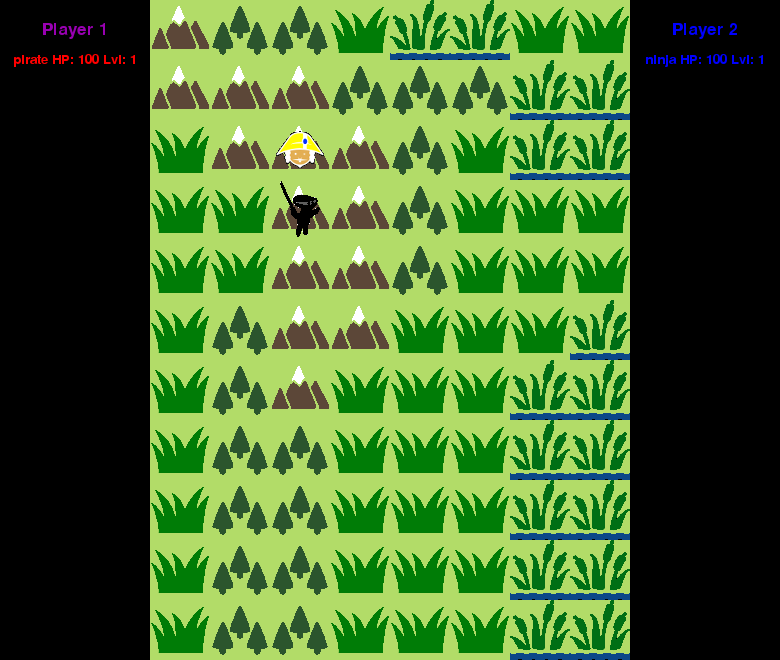 Player 1
pirate HP: 100 Lvl: 1
Player 2
ninja HP: 100 Lvl: 1